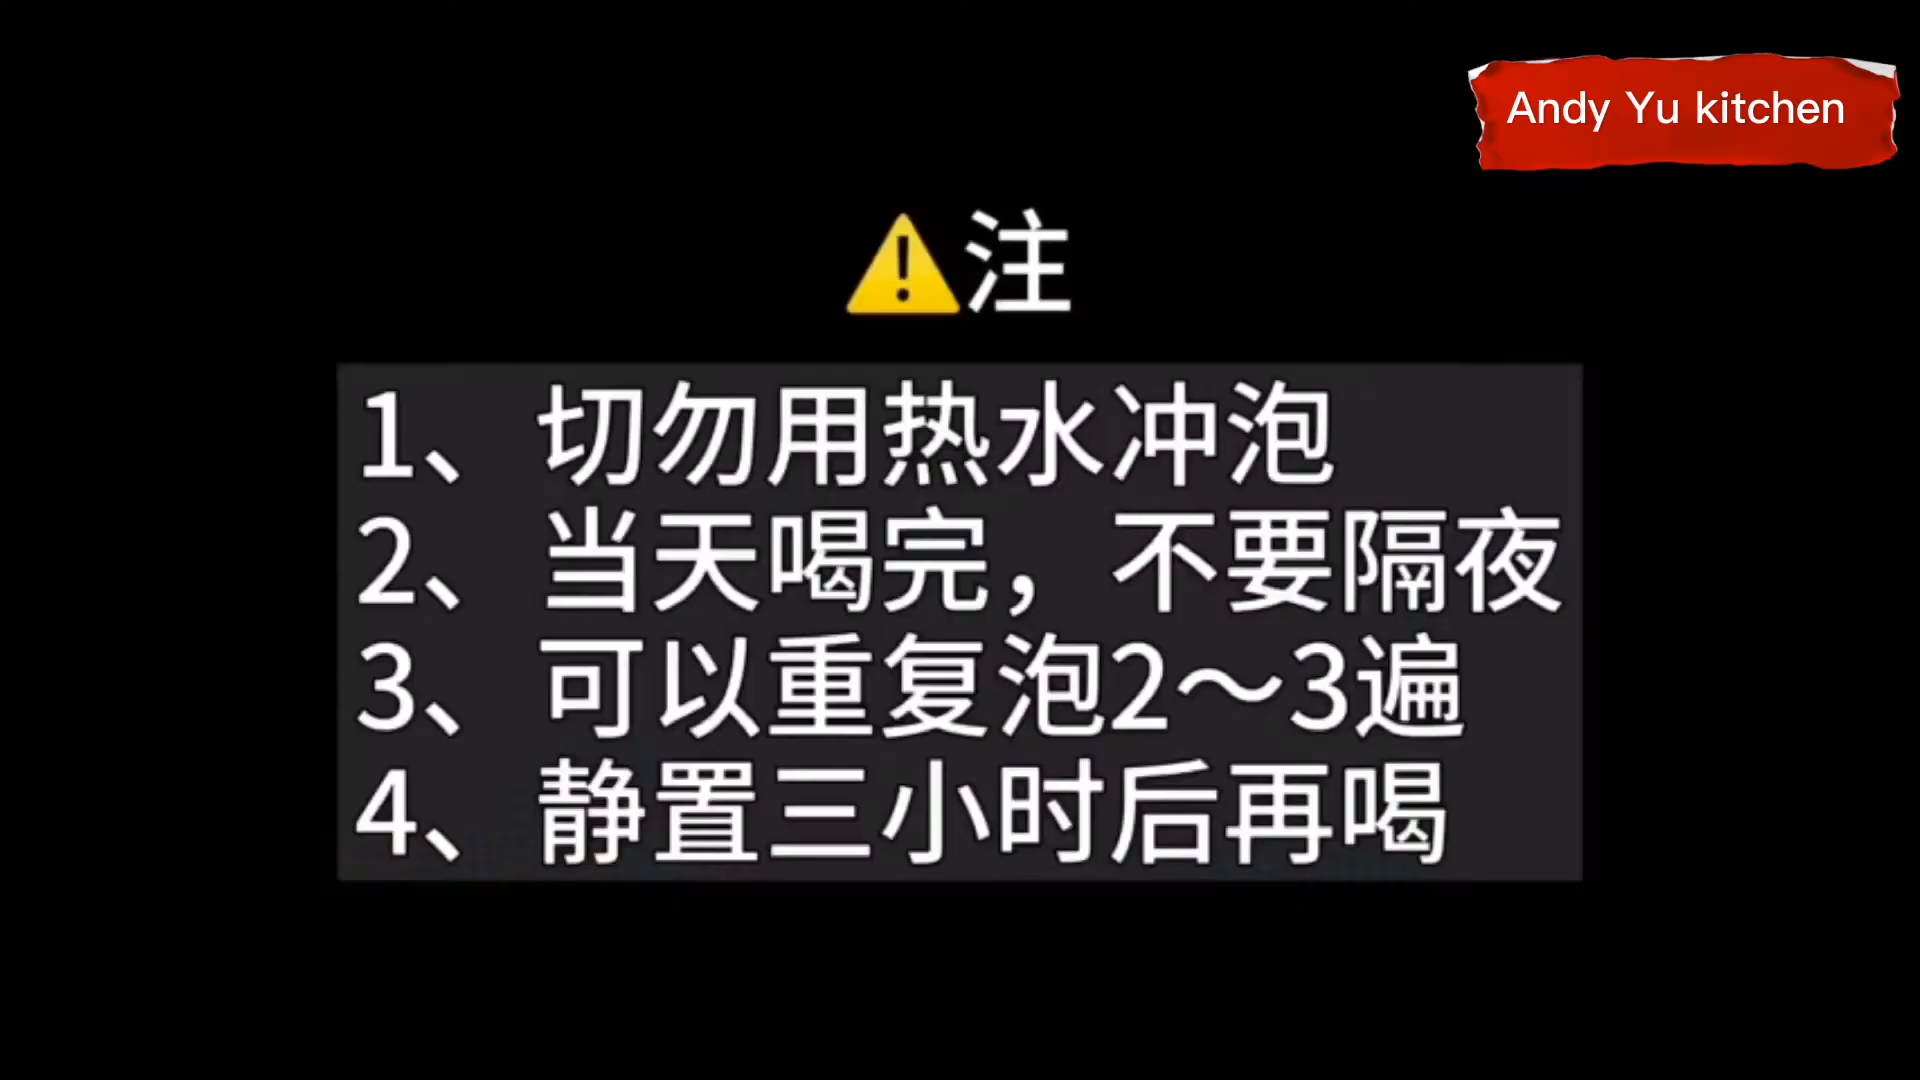 Andy Yu kitchen
⚠️注
1、切勿用热水冲泡
2、当天喝完，不要隔夜
3、可以重复泡2～3遍
4、静置三小时后再喝